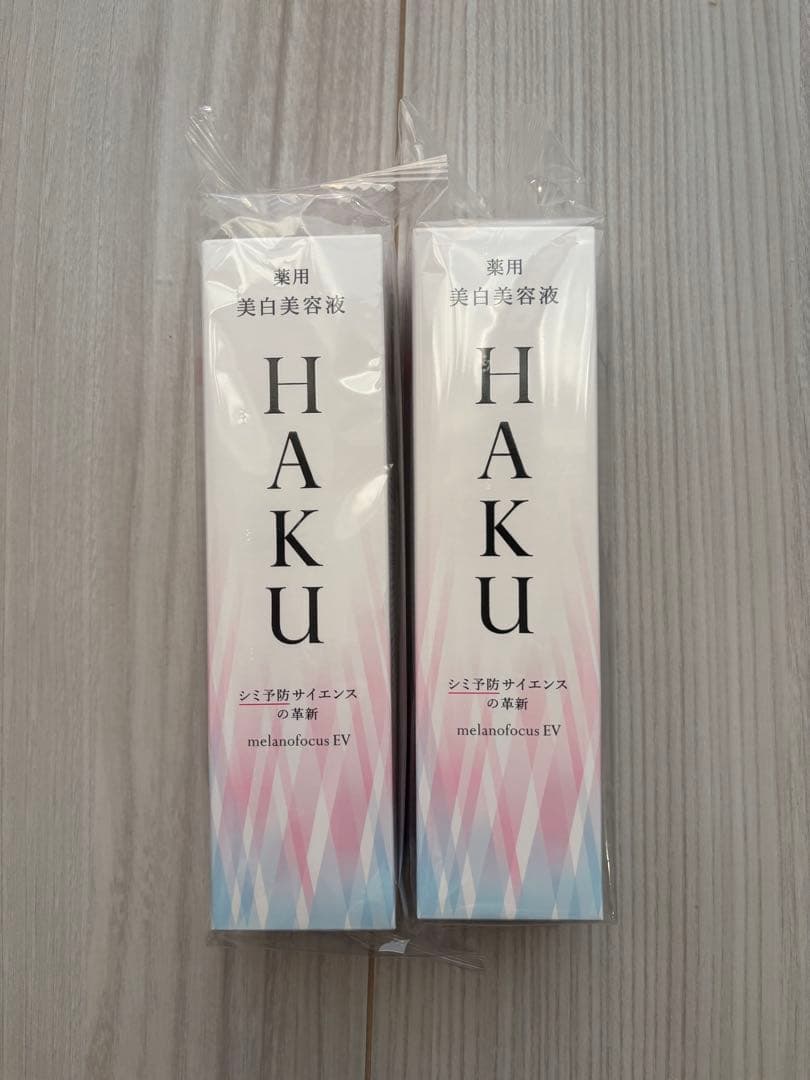 薬用
美白美容液
HAKU
シミ予防サイエンス
の革新
melanofocus EV
薬用
美白美容液
HAKU
シミ予防サイエンス
の革新
melanofocus EV